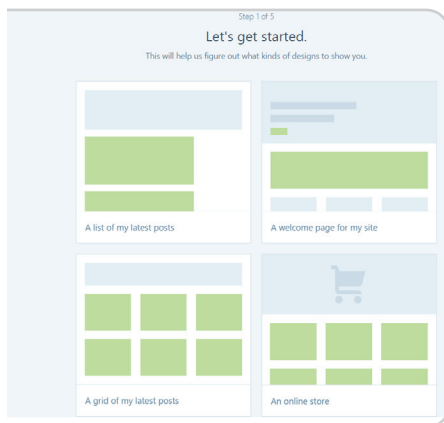 Step 1 of 5
Let's get started.
This will help us figure out what kinds of designs to show you.
A list of my latest posts
A welcome page for my site
A grid of my latest posts
An online store